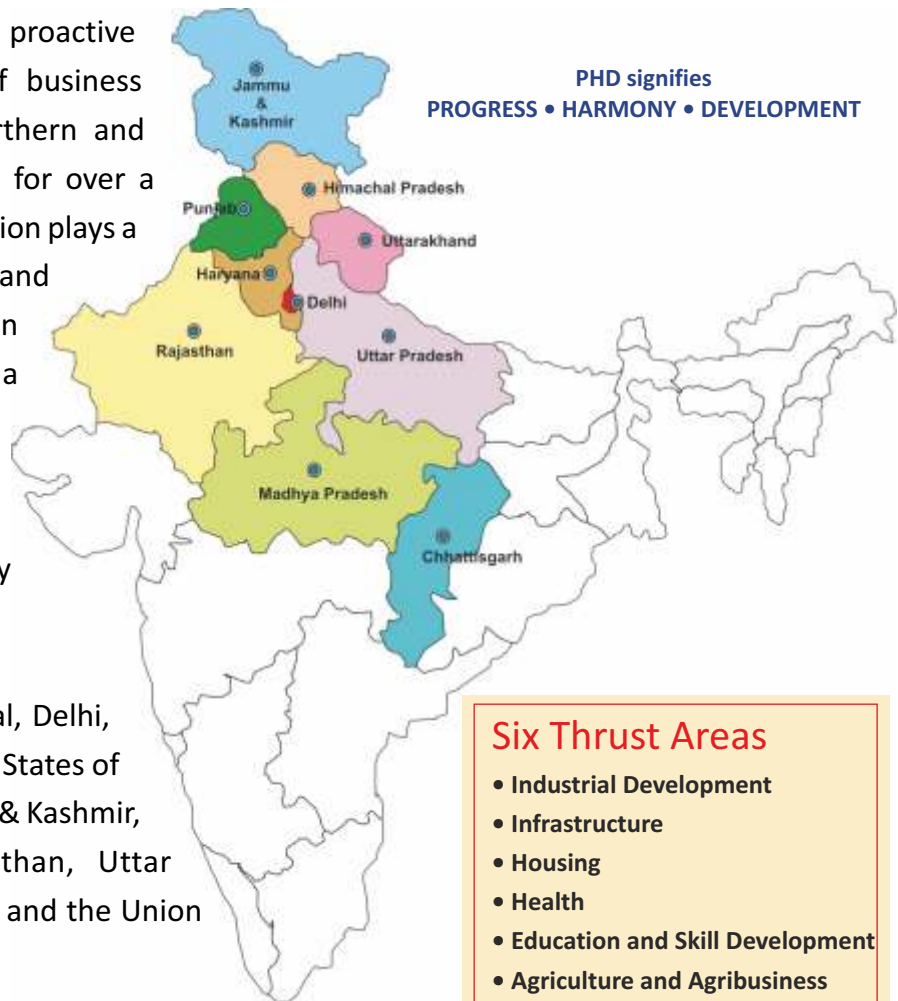 proactive
business
rthern and
for over a
ion plays a
and
n
a
y
al, Delhi,
States of
& Kashmir,
than, Uttar
and the Union
PHD signifies
PROGRESS • HARMONY • DEVELOPMENT
Jammu
&
Kashmir
Himachal Pradesh
Punjab
Uttarakhand
Haryana
Delhi
Rajasthan
Uttar Pradesh
Madhya Pradesh
Chhattisgarh
Six Thrust Areas
• Industrial Development
• Infrastructure
• Housing
• Health
• Education and Skill Development
• Agriculture and Agribusiness